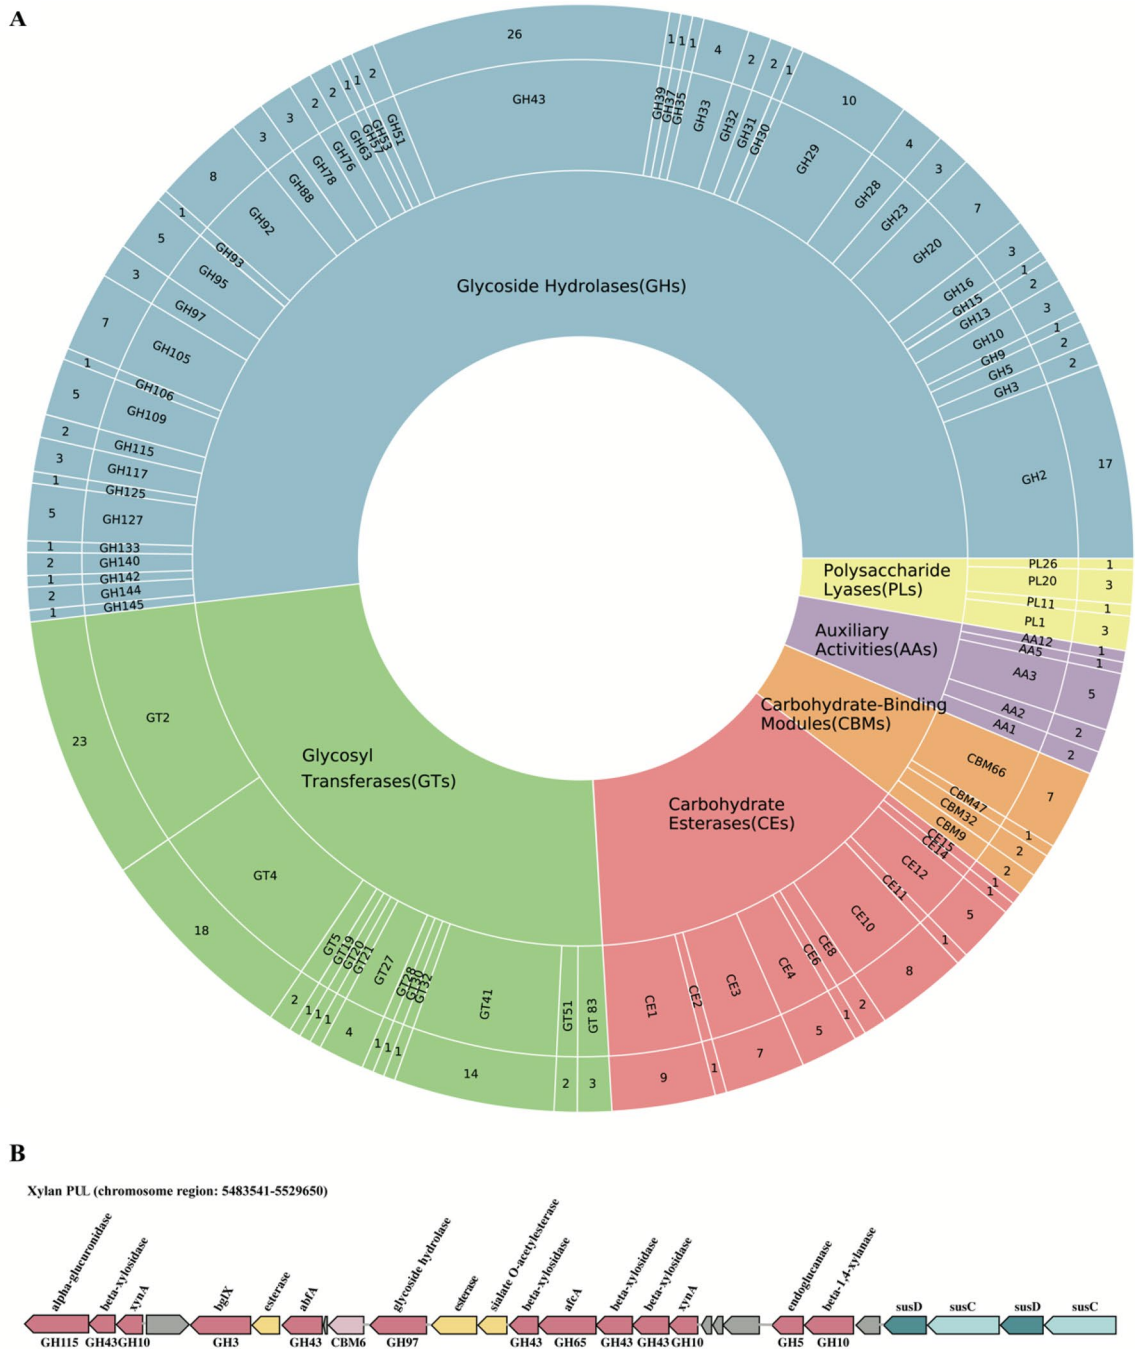 A
26
1
1
1
4
2
2
1
10
4
3
7
3
1
2
3
1
2
2
17
GH43
GH39
GH37
GH35
GH33
GH32
GH31
GH30
GH29
GH28
GH23
GH20
GH16
GH15
GH13
GH10
GH9
GH5
GH3
GH2
2
1
1
2
2
3
3
8
1
5
3
7
1
5
2
3
1
5
1
2
1
2
1
GH51
GH53
GH57
GH63
GH76
GH78
GH88
GH92
GH93
GH95
GH97
GH105
GH106
GH109
GH115
GH117
GH125
GH127
GH133
GH140
GH142
GH144
GH145
Glycoside Hydrolases(GHs)
Polysaccharide
Lyases(PLs)
PL26
1
PL20
3
PL11
1
PL1
3
Auxiliary
Activities(AAs)
AA12
1
AA5
1
AA3
5
AA2
2
AA1
2
Carbohydrate-Binding
Modules(CBMs)
CBM66
7
CBM47
1
CBM32
2
CBM9
2
Carbohydrate
Esterases(CEs)
CE15
1
CE14
1
CE12
5
CE11
1
CE10
8
CE8
2
CE6
1
CE4
5
CE3
7
CE2
1
CE1
9
Glycosyl
Transferases(GTs)
GT2
23
GT4
18
GT5
2
GT19
1
GT20
1
GT21
1
GT27
4
GT28
1
GT30
1
GT32
1
GT41
14
GT51
2
GT 83
3
B
Xylan PUL (chromosome region: 5483541-5529650)
alpha-glucuronidase
beta-xylosidase
xynA
bglX
esterase
abfA
glycoside hydrolase
esterase
sialate O-acetylesterase
beta-xylosidase
afcA
beta-xylosidase
beta-xylosidase
xynA
endoglucanase
beta-1,4-xylanase
susD
susC
susD
susC
GH115 GH43 GH10 GH3 GH43 CBM6 GH97 GH43 GH65 GH43 GH43 GH10 GH5 GH10